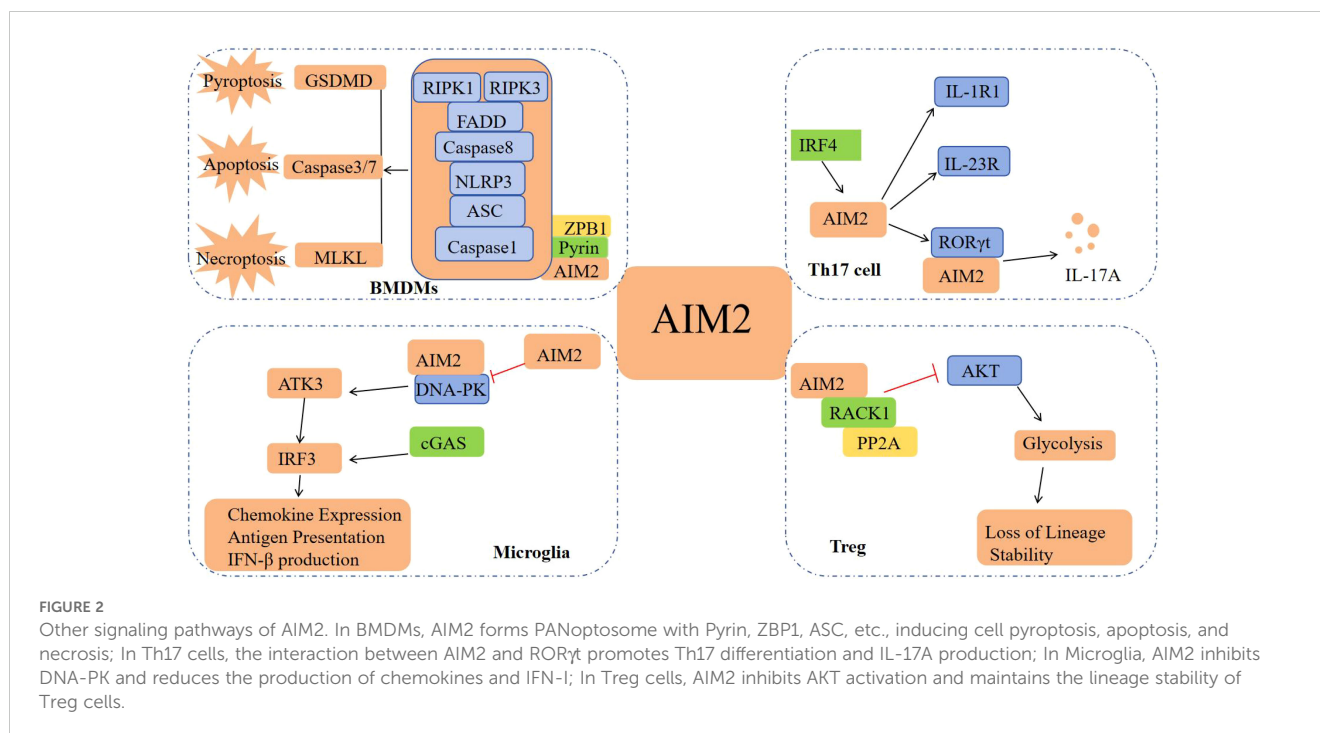 Pyroptosis
GSDMD
Apoptosis
Caspase3/7
Necroptosis
MLKL
RIPK1
RIPK3
FADD
Caspase8
NLRP3
ASC
Caspase1
ZPB1
Pyrin
AIM2
BMDMs
IRF4
AIM2
IL-1R1
IL-23R
RORγt
AIM2
IL-17A
Th17 cell
AIM2
AIM2
DNA-PK
AIM2
ATK3
cGAS
IRF3
Chemokine Expression
Antigen Presentation
IFN-β production
Microglia
AIM2
RACK1
PP2A
AKT
Glycolysis
Loss of Lineage
Stability
Treg
FIGURE 2
Other signaling pathways of AIM2. In BMDMs, AIM2 forms PANoptosome with Pyrin, ZBP1, ASC, etc., inducing cell pyroptosis, apoptosis, and
necrosis; In Th17 cells, the interaction between AIM2 and RORγt promotes Th17 differentiation and IL-17A production; In Microglia, AIM2 inhibits
DNA-PK and reduces the production of chemokines and IFN-I; In Treg cells, AIM2 inhibits AKT activation and maintains the lineage stability of
Treg cells.